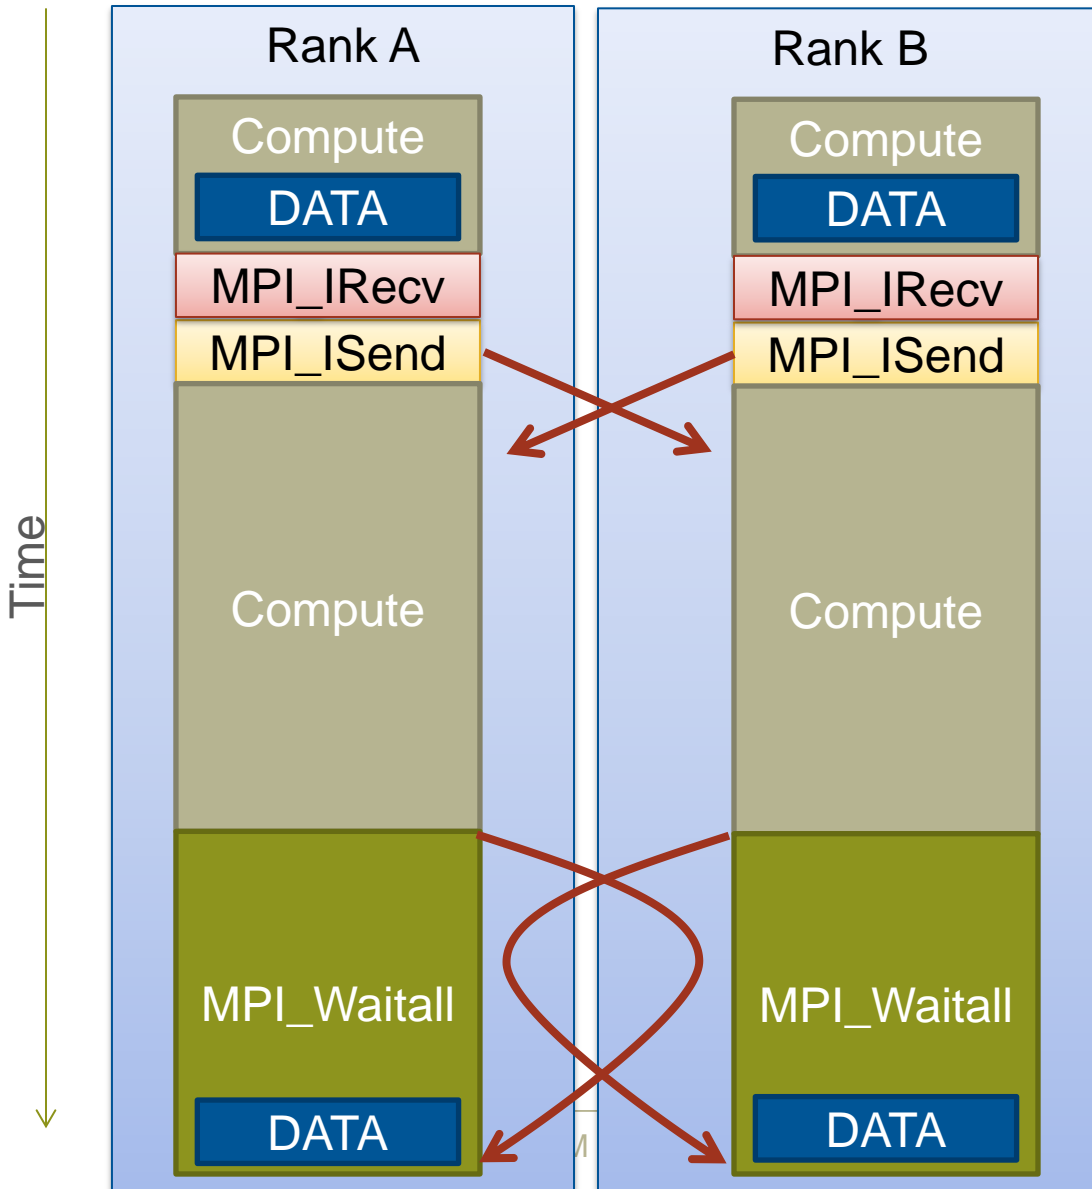 Rank A
Compute
DATA
MPI_IRecv
MPI_ISend
Compute
MPI_Waitall
DATA
Rank B
Compute
DATA
MPI_IRecv
MPI_ISend
Compute
MPI_Waitall
DATA
Time